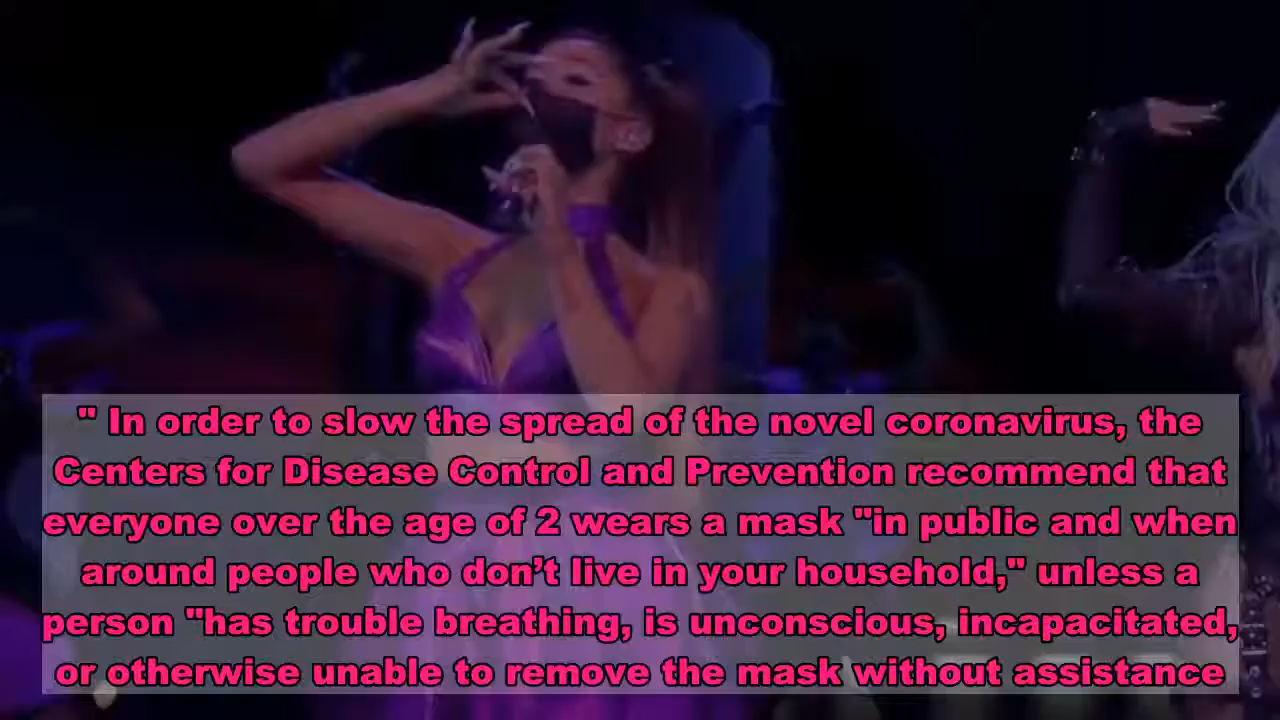 " In order to slow the spread of the novel coronavirus, the
Centers for Disease Control and Prevention recommend that
everyone over the age of 2 wears a mask "in public and when
around people who don’t live in your household," unless a
person "has trouble breathing, is unconscious, incapacitated,
or otherwise unable to remove the mask without assistance